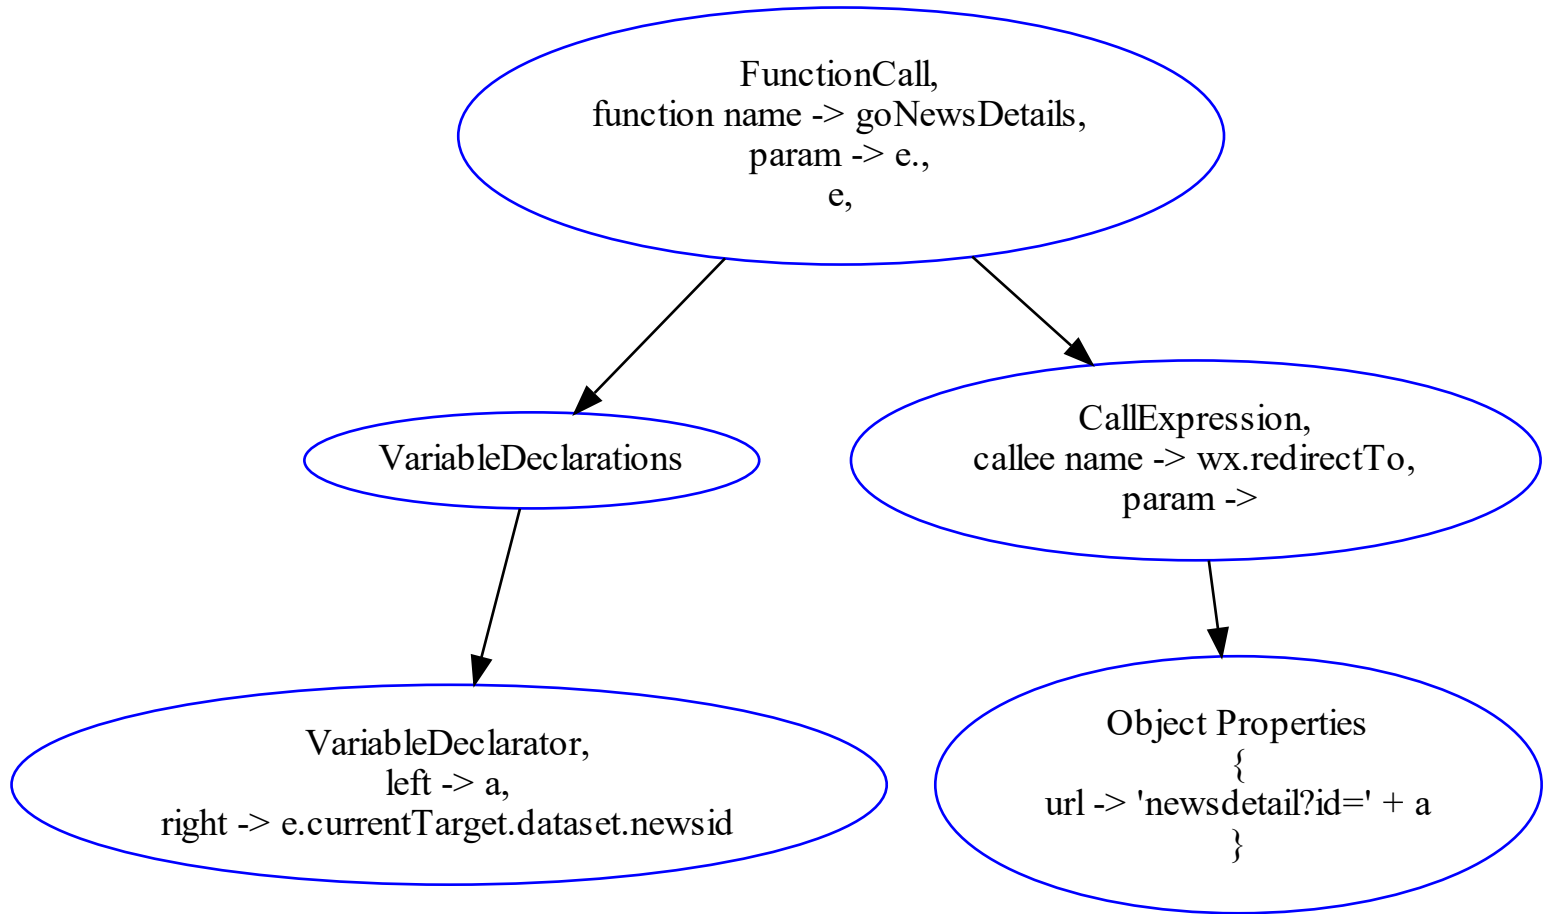 FunctionCall,
function name -> goNewsDetails,
param -> e.,
e,
VariableDeclarations
CallExpression,
callee name -> wx.redirectTo,
param ->
VariableDeclarator,
left -> a,
right -> e.currentTarget.dataset.newsid
Object Properties
{
url -> 'newsdetail?id=' + a
}